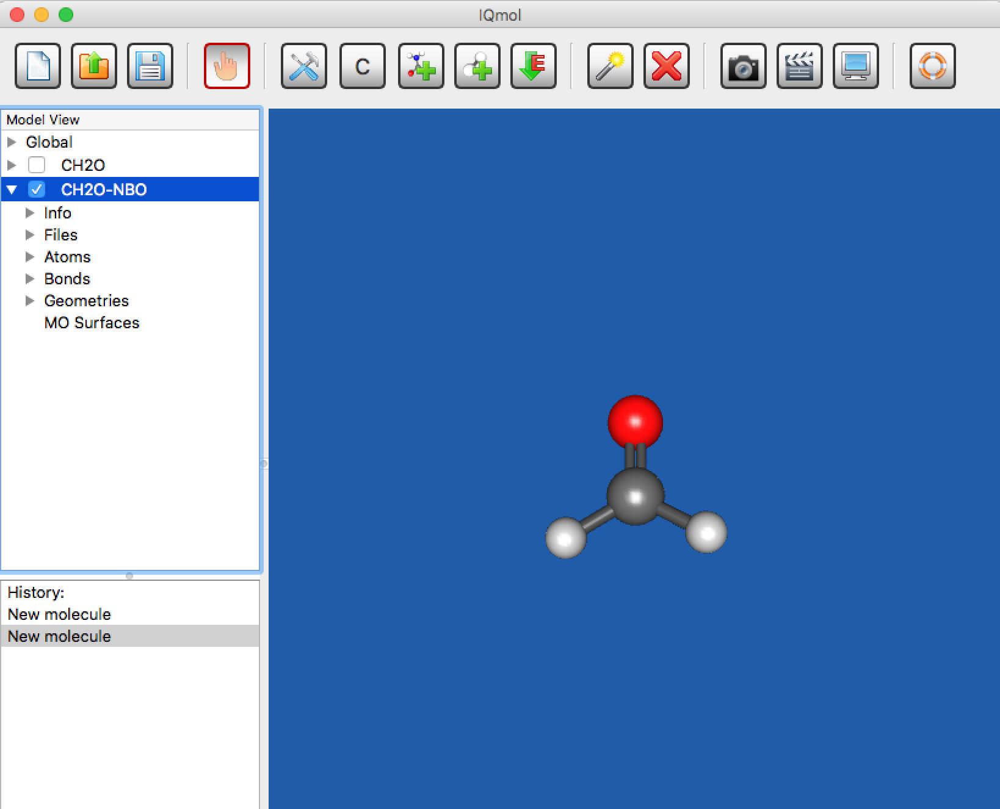 IQmol
C
E
Model View
Global
CH2O
CH2O-NBO
Info
Files
Atoms
Bonds
Geometries
MO Surfaces
History:
New molecule
New molecule